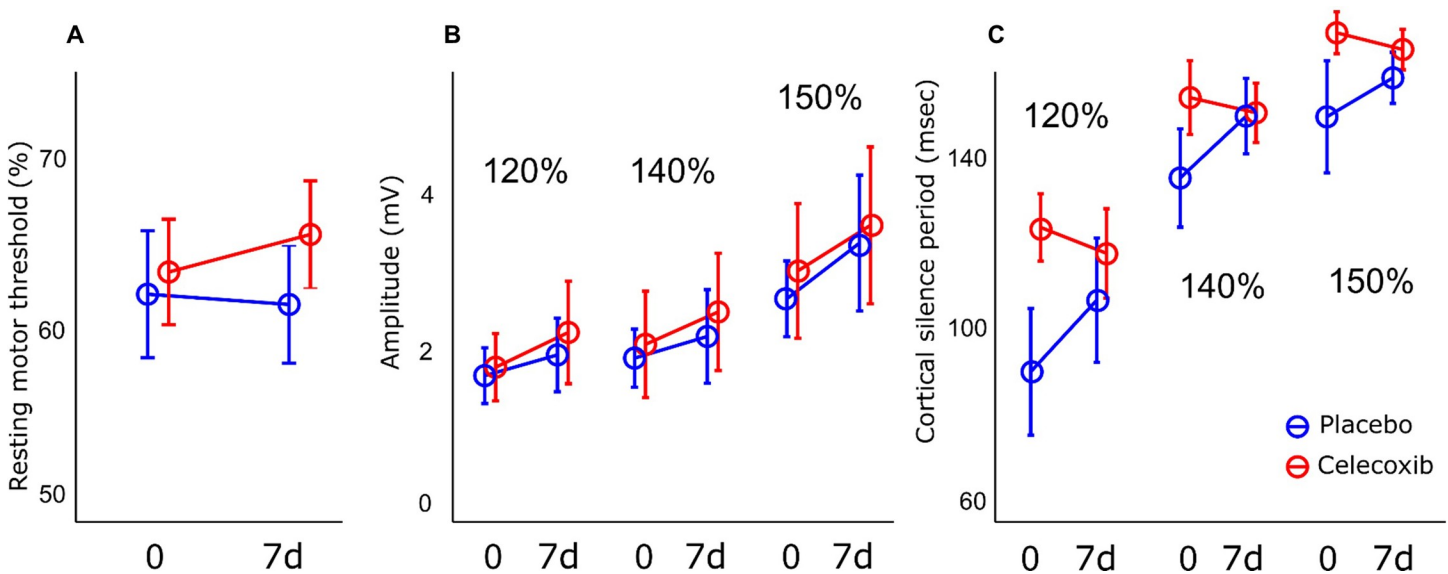 A
Resting motor threshold (%)
70
60
50
0 7d
B
Amplitude (mV)
4
2
0
120%
140%
150%
0 7d 0 7d 0 7d
C
Cortical silence period (msec)
140
100
60
120%
140%
150%
Placebo
Celecoxib
0 7d 0 7d 0 7d